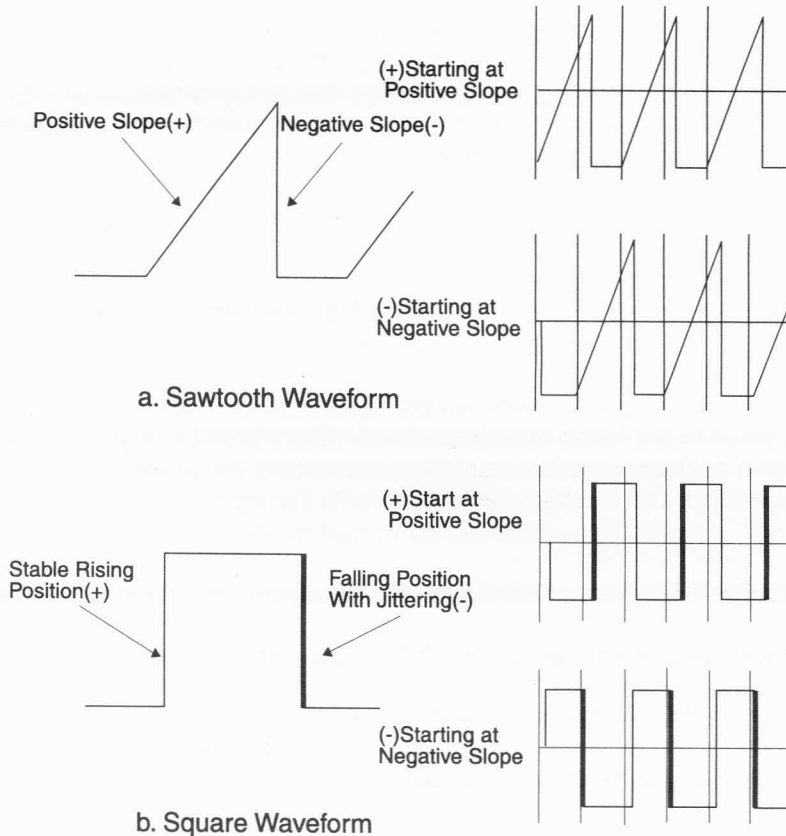 (+)Starting at
Positive Slope
Positive Slope(+)
Negative Slope(-)
(-)Starting at
Negative Slope
a. Sawtooth Waveform
(+)Start at
Positive Slope
Stable Rising
Position(+)
Falling Position
With Jittering(-)
(-)Starting at
Negative Slope
b. Square Waveform